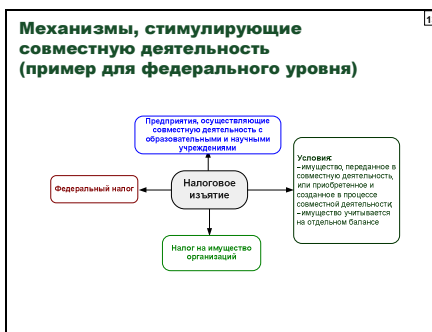 1
Механизмы, стимулирующие
совместную деятельность
(пример для федерального уровня)
Предприятия, осуществляющие
совместную деятельность с
образовательными и научными
учреждениями
Федеральный налог
Налоговое
изъятие
Условия:
–имущество, переданное в
совместную деятельность,
или приобретенное и
созданное в процессе
совместной деятельности;
–имущество учитывается
на отдельном балансе
Налог на имущество
организаций